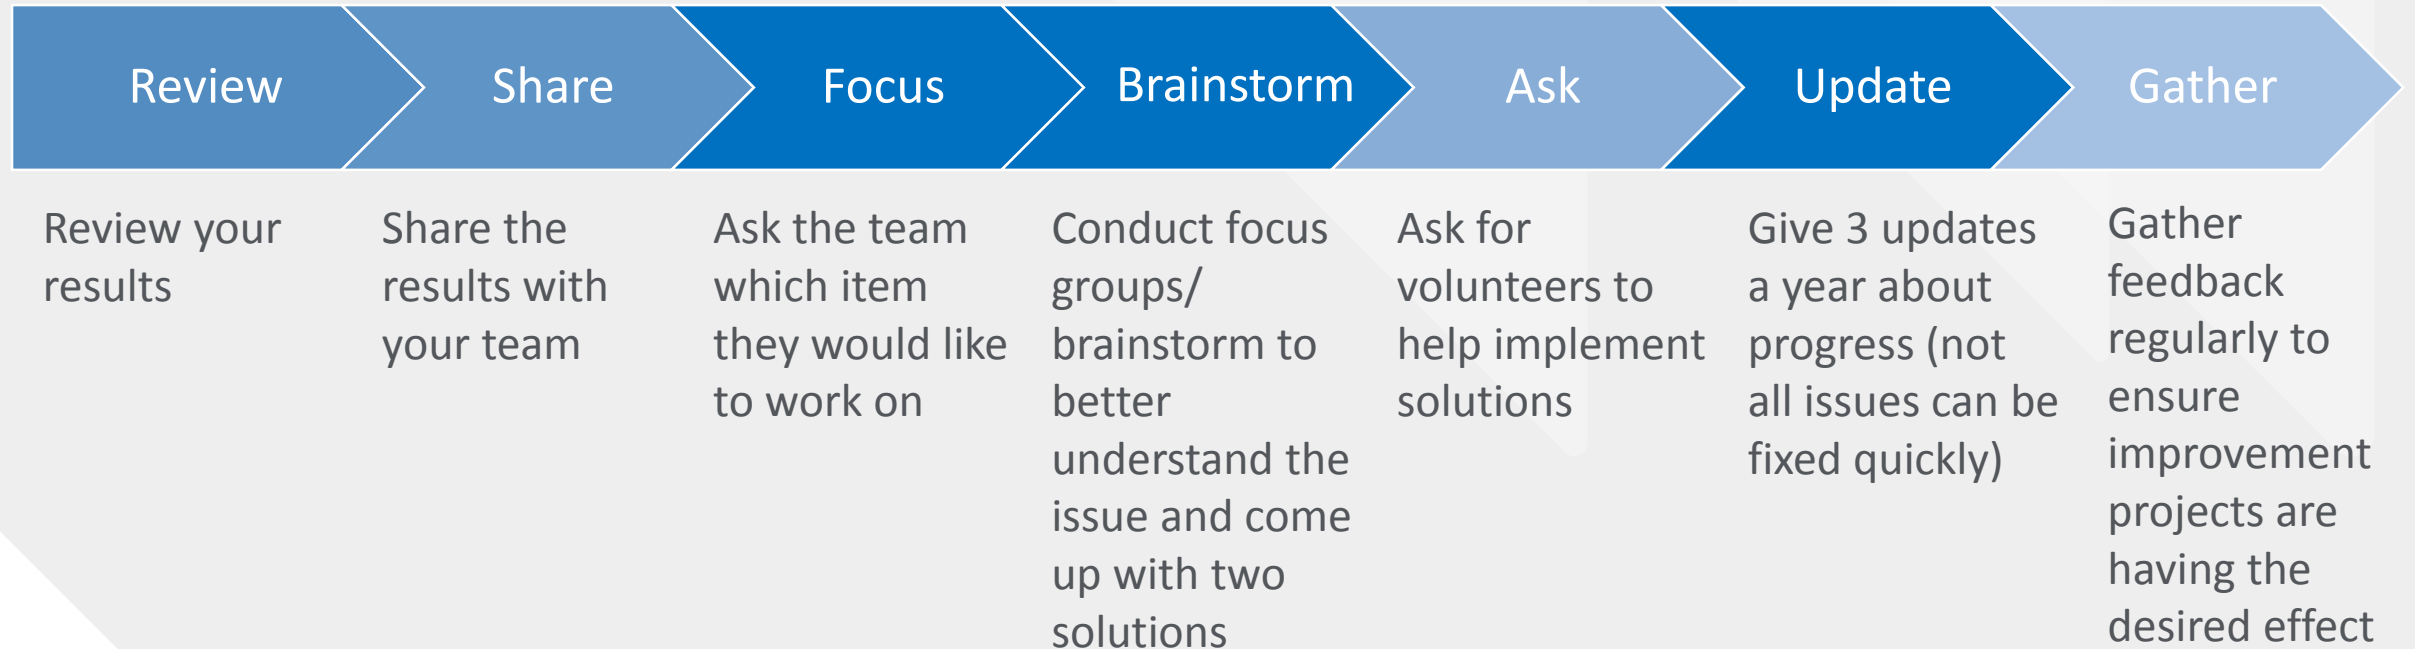 Review
Share
Focus
Brainstorm
Ask
Update
Gather
Review your
results
Share the
results with
your team
Ask the team
which item
they would like
to work on
Conduct focus
groups/
brainstorm to
better
understand the
issue and come
up with two
solutions
Ask for
volunteers to
help implement
solutions
Give 3 updates
a year about
progress (not
all issues can be
fixed quickly)
Gather
feedback
regularly to
ensure
improvement
projects are
having the
desired effect